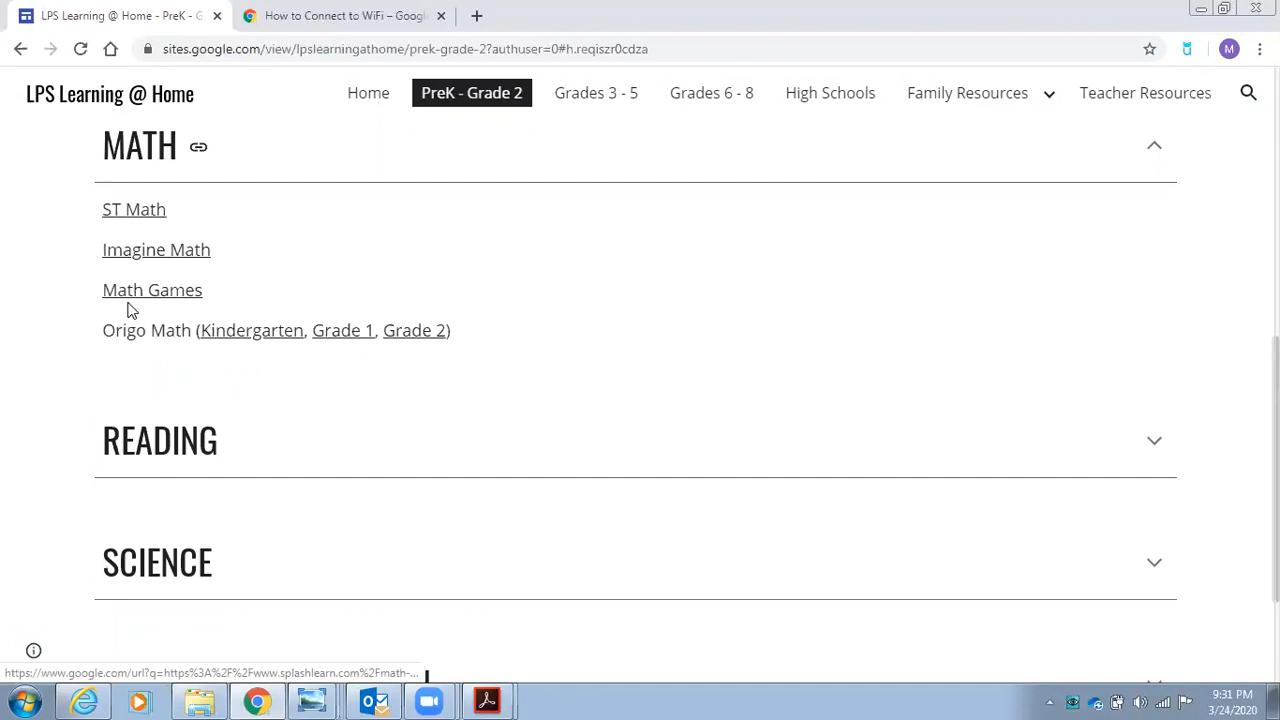 LPS Learning @ Home - PreK - G
How to Connect to WiFi – Google
sites.google.com/view/lpslearningathome/prek-grade-2?authuser=0#h.reqiszr0cdza
M
LPS Learning @ Home
Home PreK - Grade 2 Grades 3 - 5 Grades 6 - 8 High Schools Family Resources Teacher Resources
MATH
ST Math
Imagine Math
Math Games
Origo Math (Kindergarten, Grade 1, Grade 2)
READING
SCIENCE
https://www.google.com/url?q=https%3A%2F%2Fwww.splashlearn.com%2Fmath-...
9:31 PM
3/24/2020